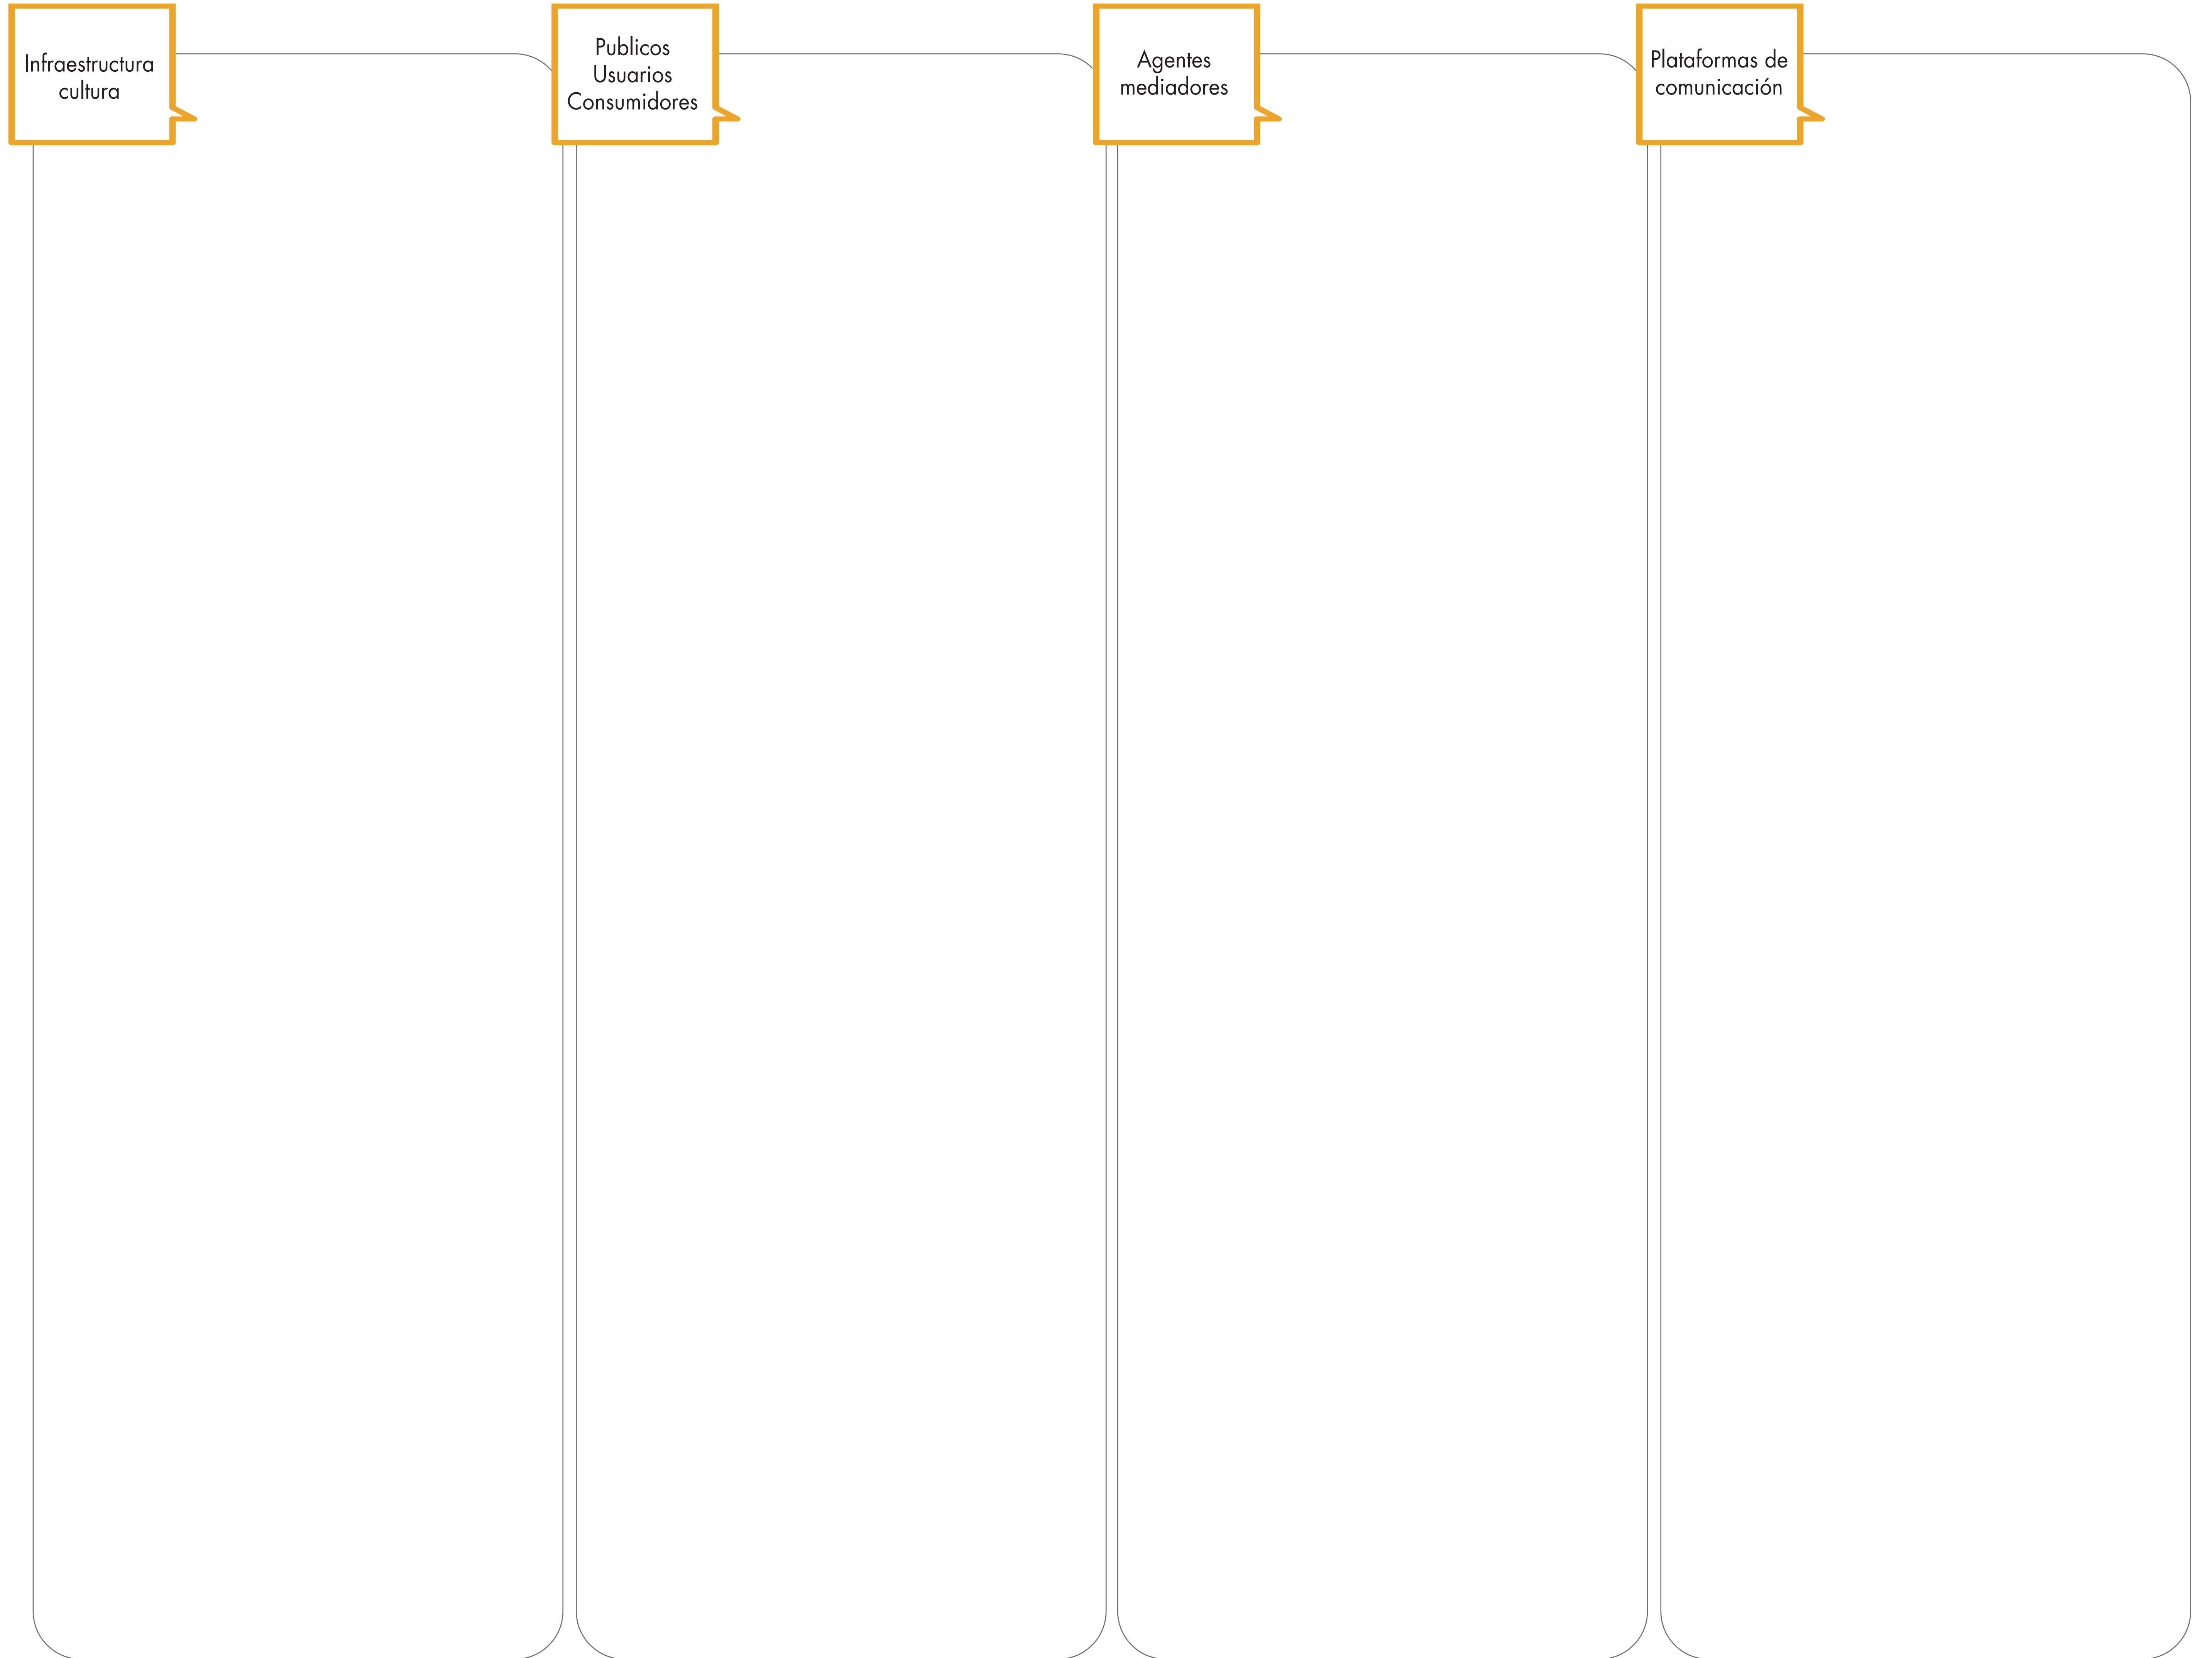 Infraestructura
cultura
Publicos
Usuarios
Consumidores
Agentes
mediadores
Plataformas de
comunicación